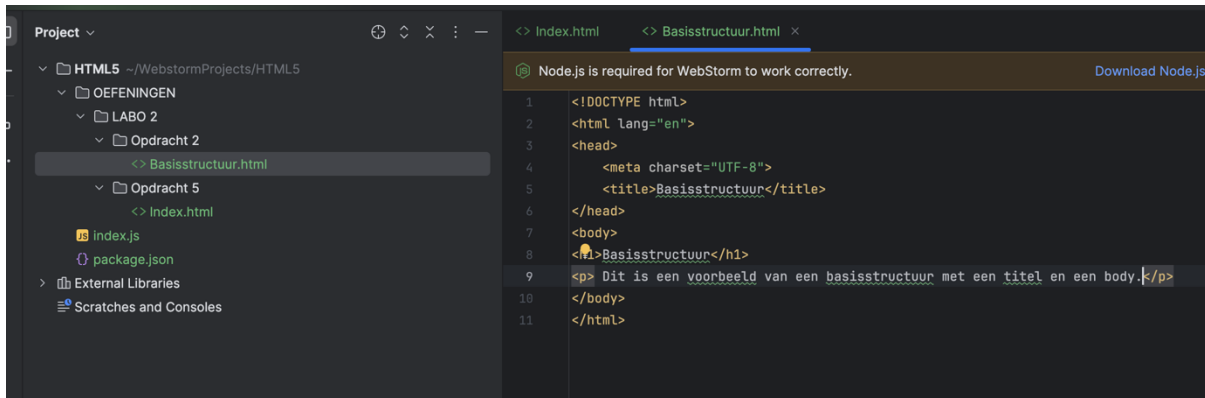 Project
HTML5 ~/WebstormProjects/HTML5
OEFENINGEN
LABO 2
Opdracht 2
<> Basisstructuur.html
Opdracht 5
<> Index.html
JS index.js
{} package.json
External Libraries
Scratches and Consoles
<> Index.html <> Basisstructuur.html ×
Node.js is required for WebStorm to work correctly. Download Node.js
1 <!DOCTYPE html>
2 <html lang="en">
3 <head>
4 <meta charset="UTF-8">
5 <title>Basisstructuur</title>
6 </head>
7 <body>
8 <h1>Basisstructuur</h1>
9 <p> Dit is een voorbeeld van een basisstructuur met een titel en een body.</p>
10 </body>
11 </html>